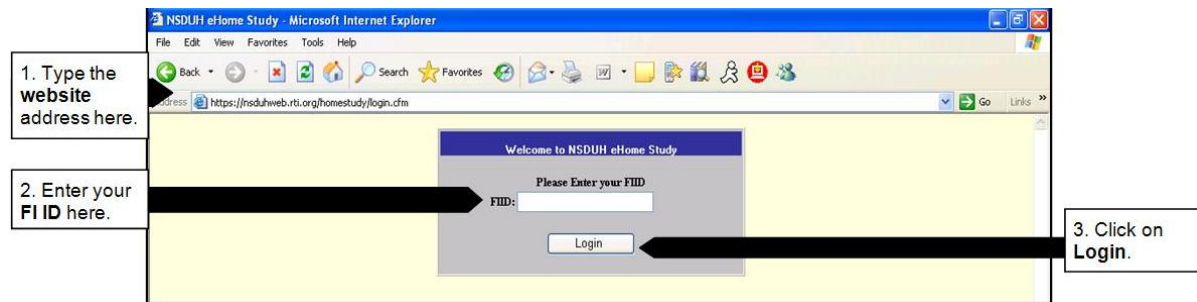 NSDUH eHome Study - Microsoft Internet Explorer
File Edit View Favorites Tools Help
Back Search Favorites
1. Type the
website
address here.
https://nsduhweb.rti.org/homestudy/login.cfm Go Links »
Welcome to NSDUH eHome Study
Please Enter your FIID
2. Enter your
FI ID here.
FIID:
Login
3. Click on
Login.